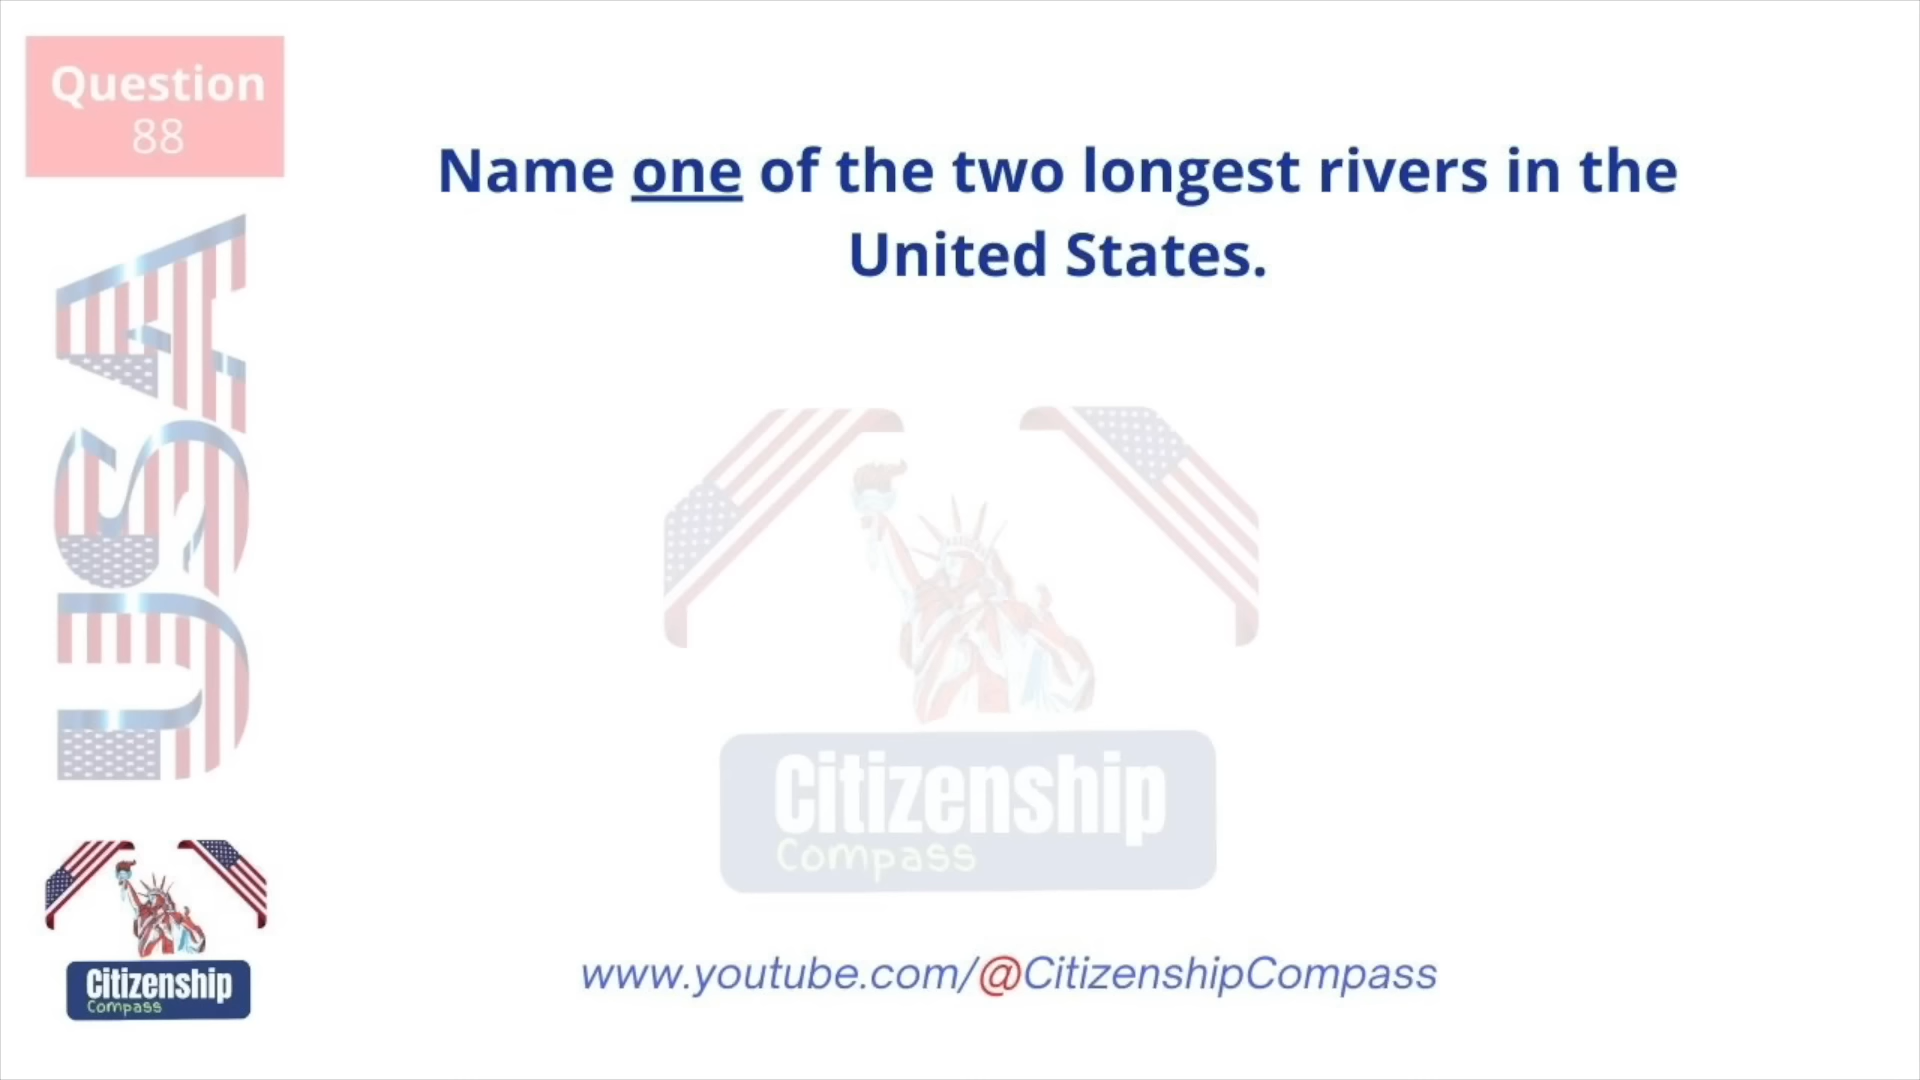 Question
88
Name one of the two longest rivers in the
United States.
USA
Citizenship
Compass
Citizenship
Compass
www.youtube.com/@CitizenshipCompass